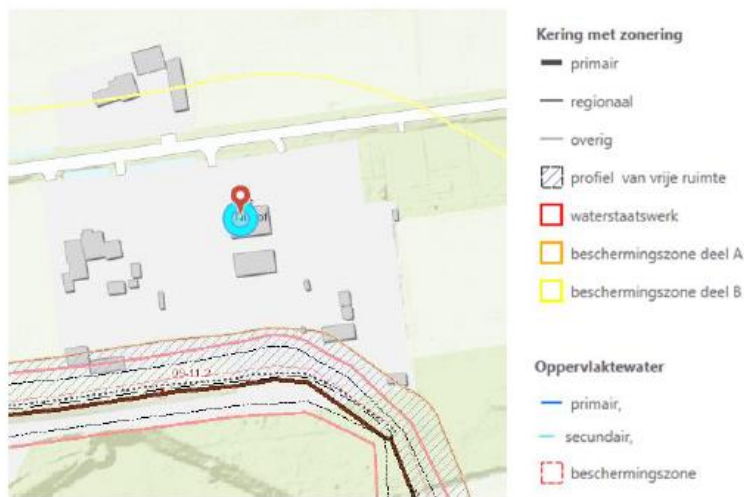 Kering met zonering
primair
regionaal
overig
profiel van vrije ruimte
waterstaatswerk
beschermingszone deel A
beschermingszone deel B
Oppervlaktewater
primair,
secundair,
beschermingszone